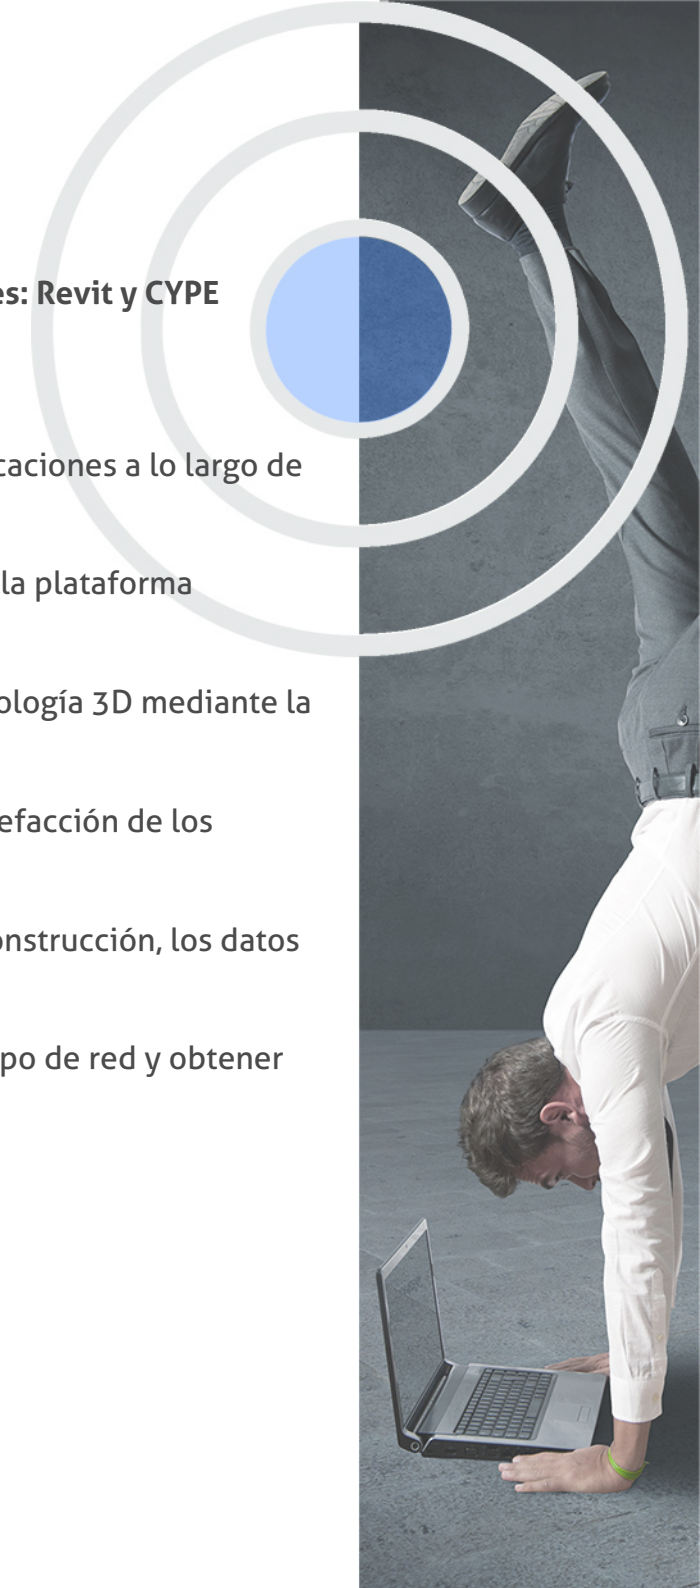 es: Revit y CYPE
caciones a lo largo de
la plataforma
ología 3D mediante la
efacción de los
onstrucción, los datos
po de red y obtener